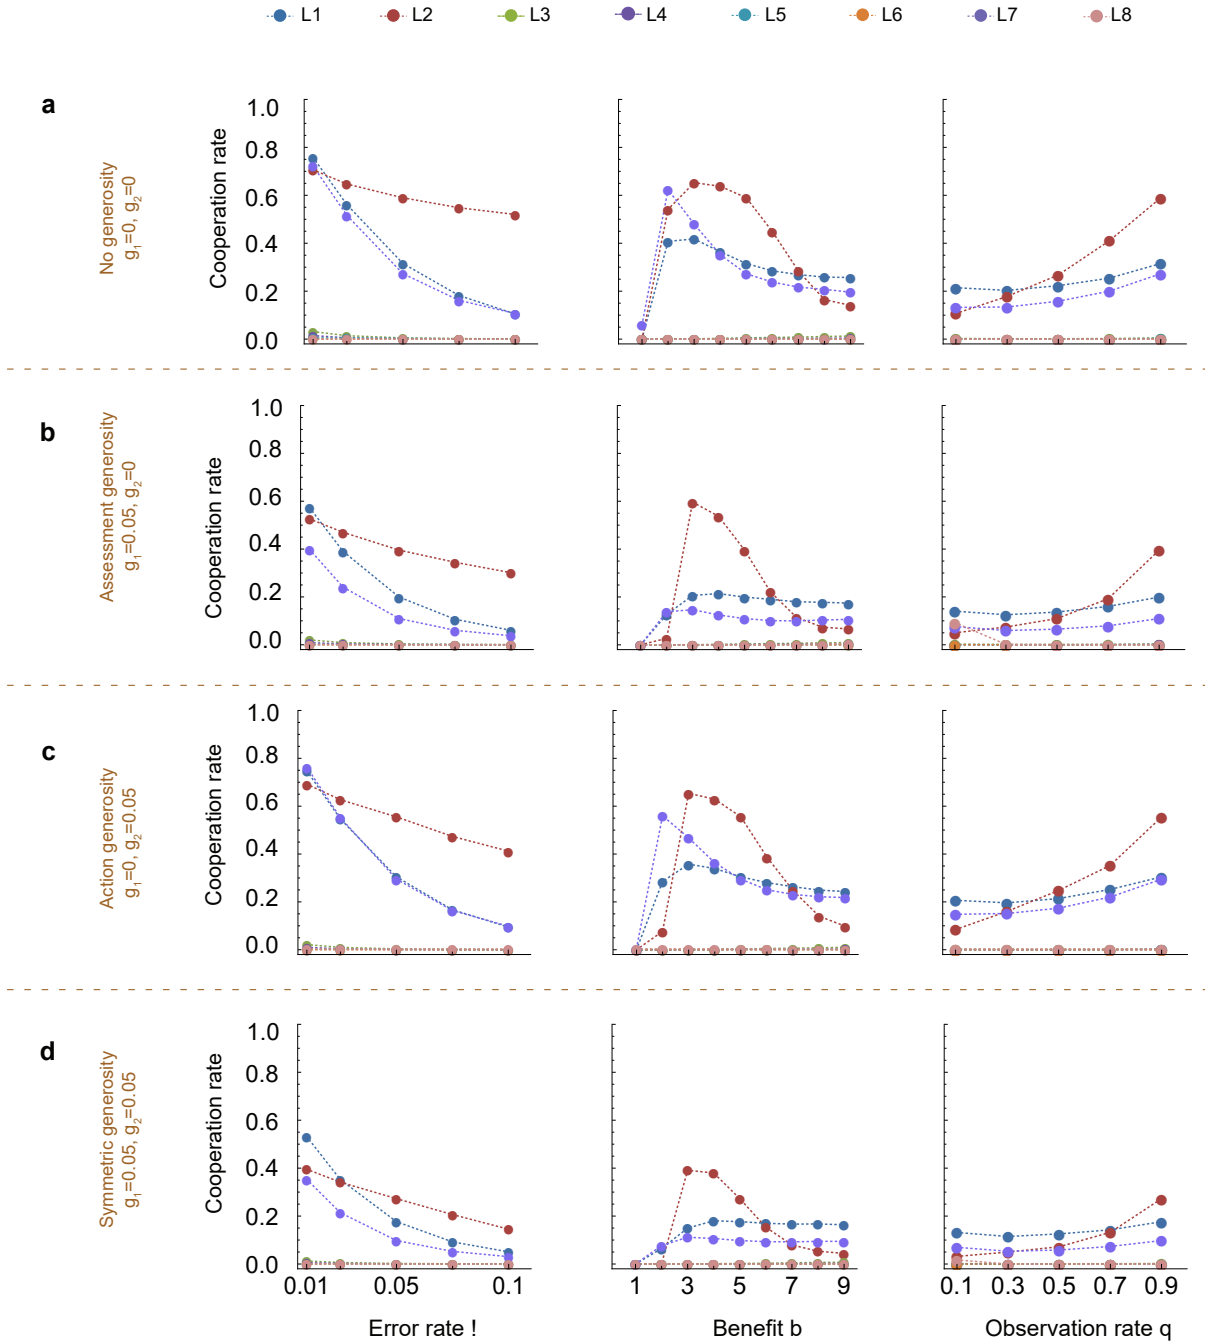 L1 L2 L3 L4 L5 L6 L7 L8
a
No generosity
g1=0, g2=0
Cooperation rate
1.0
0.8
0.6
0.4
0.2
0.0
b
Assessment generosity
g1=0.05, g2=0
Cooperation rate
1.0
0.8
0.6
0.4
0.2
0.0
c
Action generosity
g1=0, g2=0.05
Cooperation rate
1.0
0.8
0.6
0.4
0.2
0.0
d
Symmetric generosity
g1=0.05, g2=0.05
Cooperation rate
1.0
0.8
0.6
0.4
0.2
0.0
0.01 0.05 0.1
1 3 5 7 9
0.1 0.3 0.5 0.7 0.9
Error rate !
Benefit b
Observation rate q